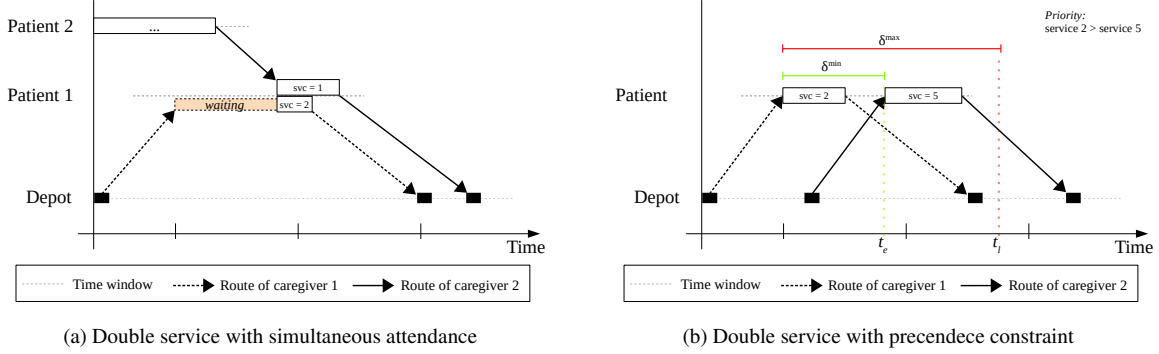 Patient 2
...
Patient 1
svc = 1
waiting
svc = 2
Depot
Time
Time window
Route of caregiver 1
Route of caregiver 2
(a) Double service with simultaneous attendance
Priority:
service 2 > service 5
δmax
δmin
Patient
svc = 2
svc = 5
Depot
te
tl
Time
Time window
Route of caregiver 1
Route of caregiver 2
(b) Double service with precendece constraint